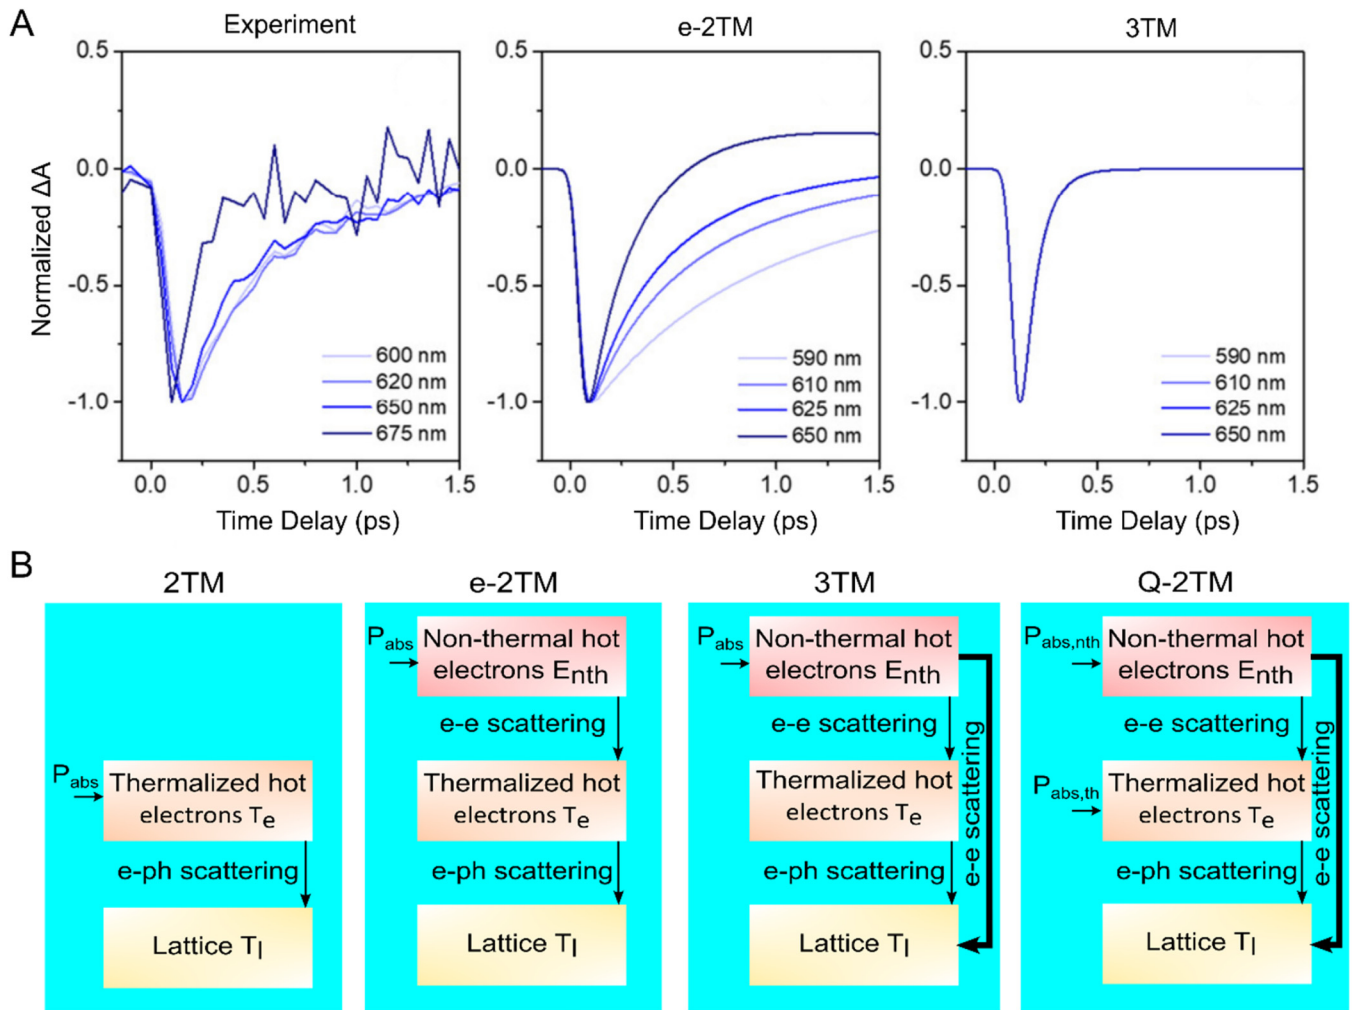 A
Experiment
e-2TM
3TM
Normalized ΔA
0.5
0.0
-0.5
-1.0
600 nm
620 nm
650 nm
675 nm
0.0 0.5 1.0 1.5
Time Delay (ps)
0.5
0.0
-0.5
-1.0
590 nm
610 nm
625 nm
650 nm
0.0 0.5 1.0 1.5
Time Delay (ps)
0.5
0.0
-0.5
-1.0
590 nm
610 nm
625 nm
650 nm
0.0 0.5 1.0 1.5
Time Delay (ps)
B
2TM
Pabs
Thermalized hot
electrons Te
e-ph scattering
Lattice Tl
e-2TM
Pabs
Non-thermal hot
electrons Enth
e-e scattering
Thermalized hot
electrons Te
e-ph scattering
Lattice Tl
3TM
Pabs
Non-thermal hot
electrons Enth
e-e scattering
Thermalized hot
electrons Te
e-ph scattering
Lattice Tl
e-e scattering
Q-2TM
Pabs,nth
Non-thermal hot
electrons Enth
e-e scattering
Pabs,th
Thermalized hot
electrons Te
e-ph scattering
Lattice Tl
e-e scattering